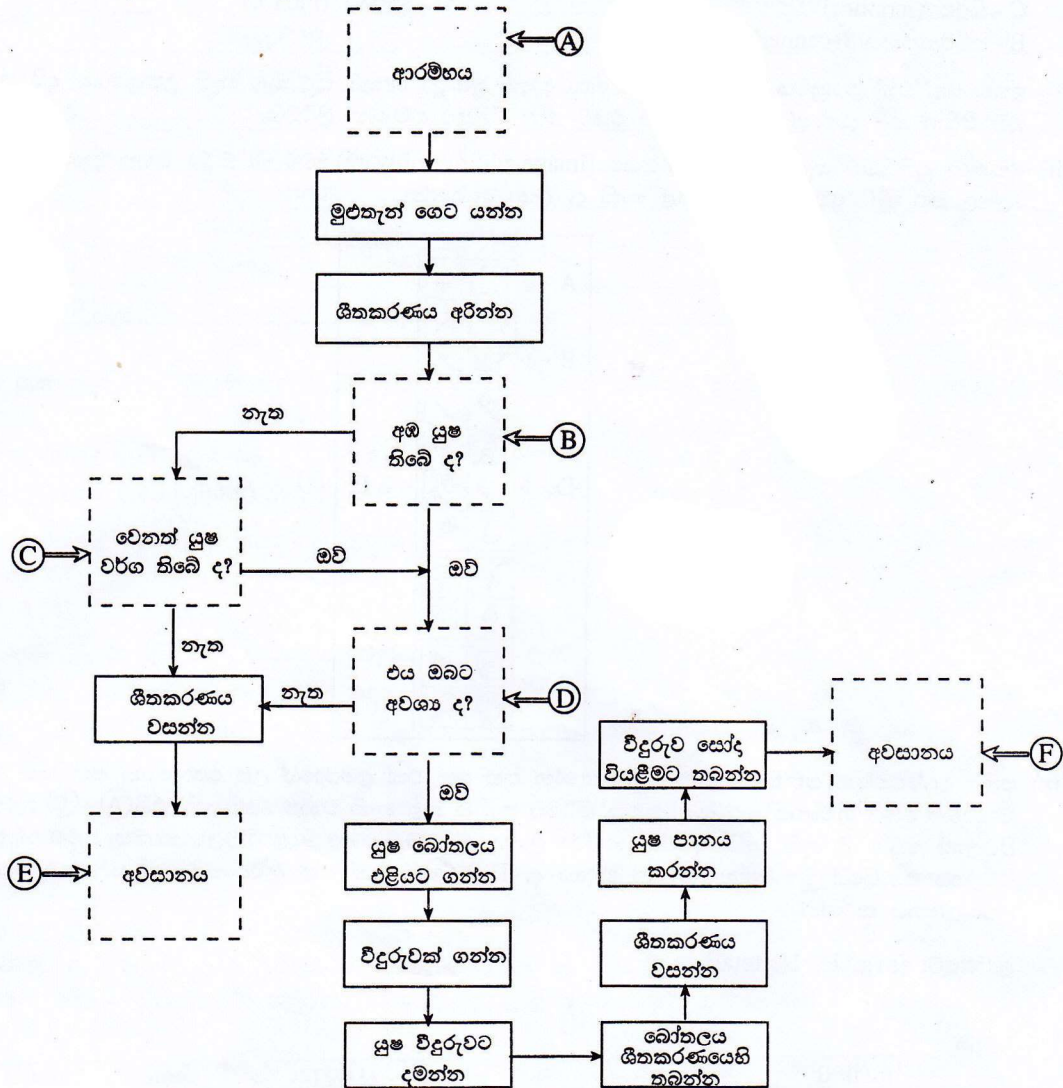 A
ආරම්භය
මුළුතැන් ගෙට යන්න
ශීතකරණය අරින්න
නැත
අඹ යුෂ
තිබේ ද?
B
C
වෙනත් යුෂ
වර්ග තිබේ ද?
ඔව්
ඔව්
නැත
එය ඔබට
අවශ්‍ය ද?
D
නැත
ශීතකරණය
වසන්න
වීදුරුව සෝදා
වියළීමට තබන්න
අවසානය
F
ඔව්
E
අවසානය
යුෂ බෝතලය
එළියට ගන්න
යුෂ පානය
කරන්න
වීදුරුවක් ගන්න
ශීතකරණය
වසන්න
යුෂ වීදුරුවට
දමන්න
බෝතලය
ශීතකරණයෙහි
තබන්න